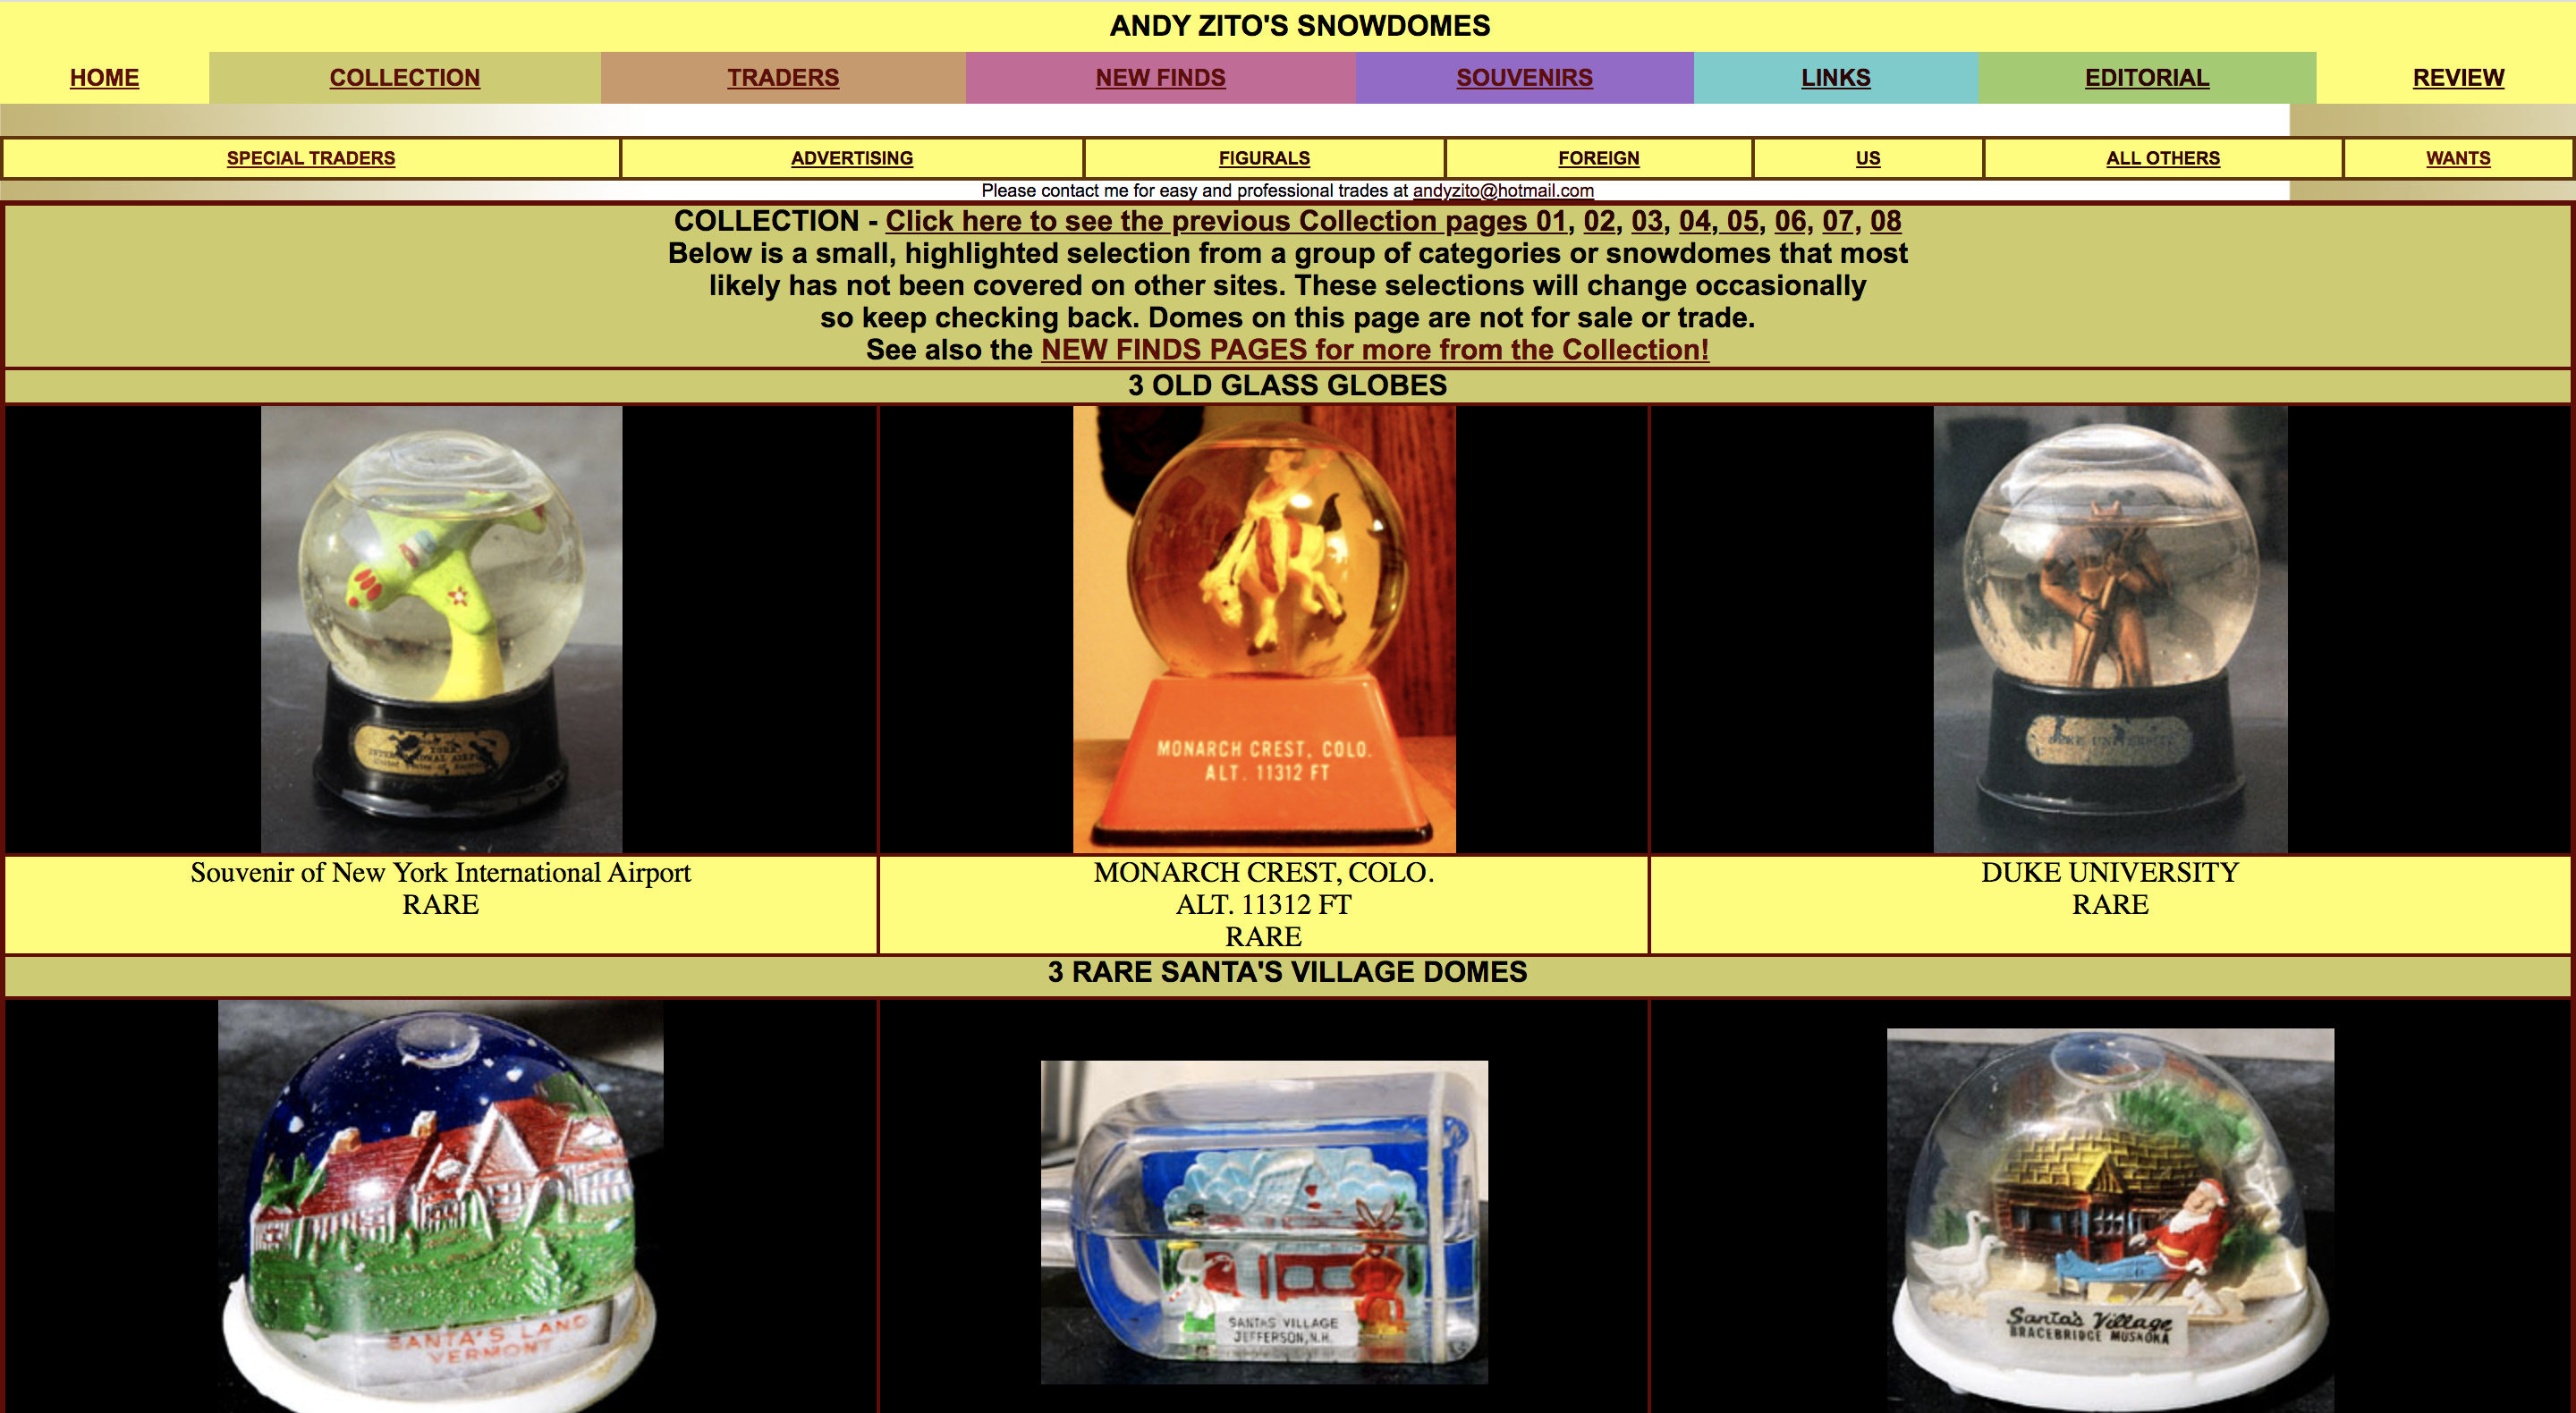 ANDY ZITO'S SNOWDOMES
HOME COLLECTION TRADERS NEW FINDS SOUVENIRS LINKS EDITORIAL REVIEW
SPECIAL TRADERS ADVERTISING FIGURALS FOREIGN US ALL OTHERS WANTS
Please contact me for easy and professional trades at andyzito@hotmail.com
COLLECTION - Click here to see the previous Collection pages 01, 02, 03, 04, 05, 06, 07, 08
Below is a small, highlighted selection from a group of categories or snowdomes that most
likely has not been covered on other sites. These selections will change occasionally
so keep checking back. Domes on this page are not for sale or trade.
See also the NEW FINDS PAGES for more from the Collection!
3 OLD GLASS GLOBES
MONARCH CREST, COLO.
ALT. 11312 FT
DUKE UNIVERSITY
Souvenir of New York International Airport
RARE
MONARCH CREST, COLO.
ALT. 11312 FT
RARE
DUKE UNIVERSITY
RARE
3 RARE SANTA'S VILLAGE DOMES
SANTA'S LAND
VERMONT
SANTAS VILLAGE
JEFFERSON, N.H.
Santa's Village
BRACEBRIDGE MUSKOKA